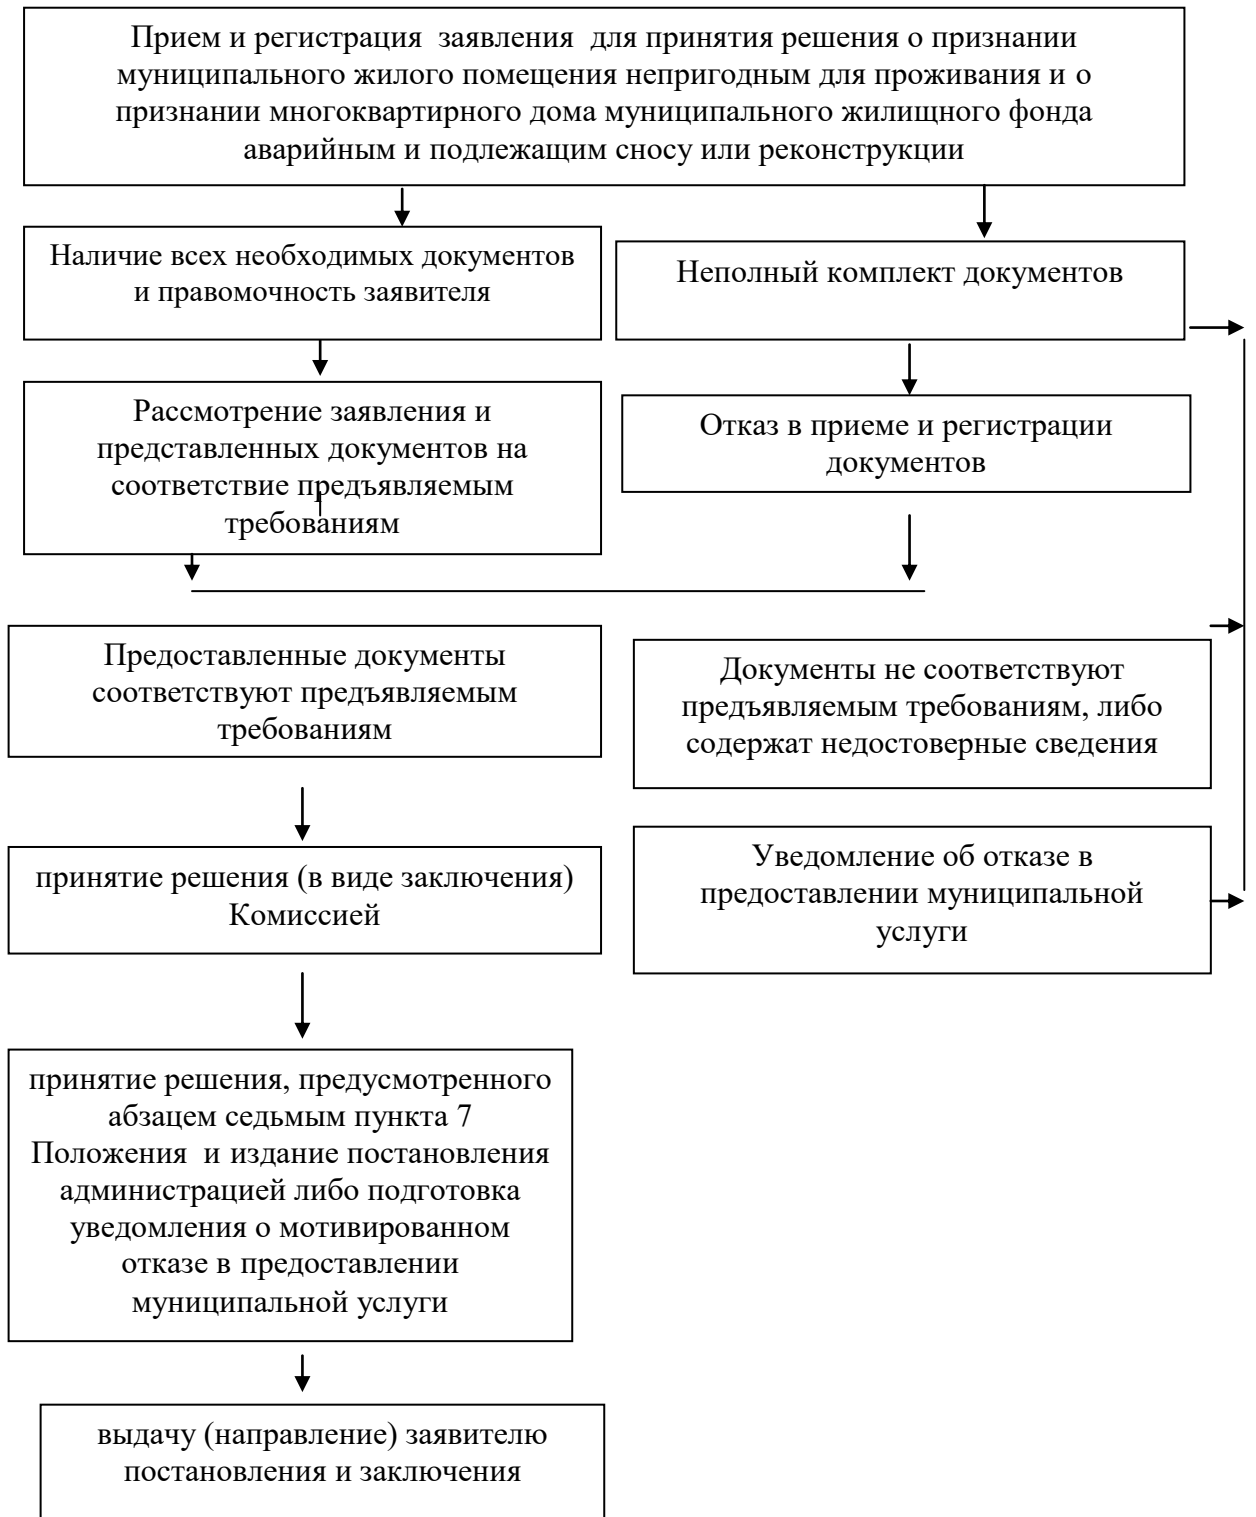 Прием и регистрация заявления для принятия решения о признании
муниципального жилого помещения непригодным для проживания и о
признании многоквартирного дома муниципального жилищного фонда
аварийным и подлежащим сносу или реконструкции
Наличие всех необходимых документов
и правомочность заявителя
Неполный комплект документов
Рассмотрение заявления и
представленных документов на
соответствие предъявляемым
требованиям
Отказ в приеме и регистрации
документов
Предоставленные документы
соответствуют предъявляемым
требованиям
Документы не соответствуют
предъявляемым требованиям, либо
содержат недостоверные сведения
принятие решения (в виде заключения)
Комиссией
Уведомление об отказе в
предоставлении муниципальной
услуги
принятие решения, предусмотренного
абзацем седьмым пункта 7
Положения и издание постановления
администрацией либо подготовка
уведомления о мотивированном
отказе в предоставлении
муниципальной услуги
выдачу (направление) заявителю
постановления и заключения